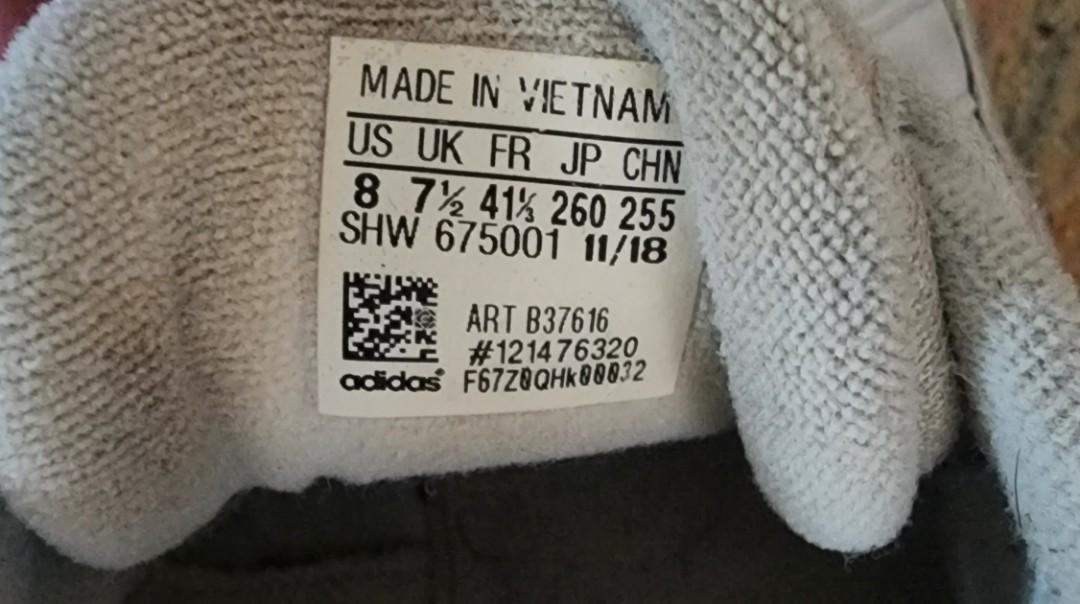 MADE IN VIETNAM
US UK FR JP CHN
8 7½ 41⅓ 260 255
SHW 675001 11/18
ART B37616
#121476320
adidas® F67Z0QHk00032